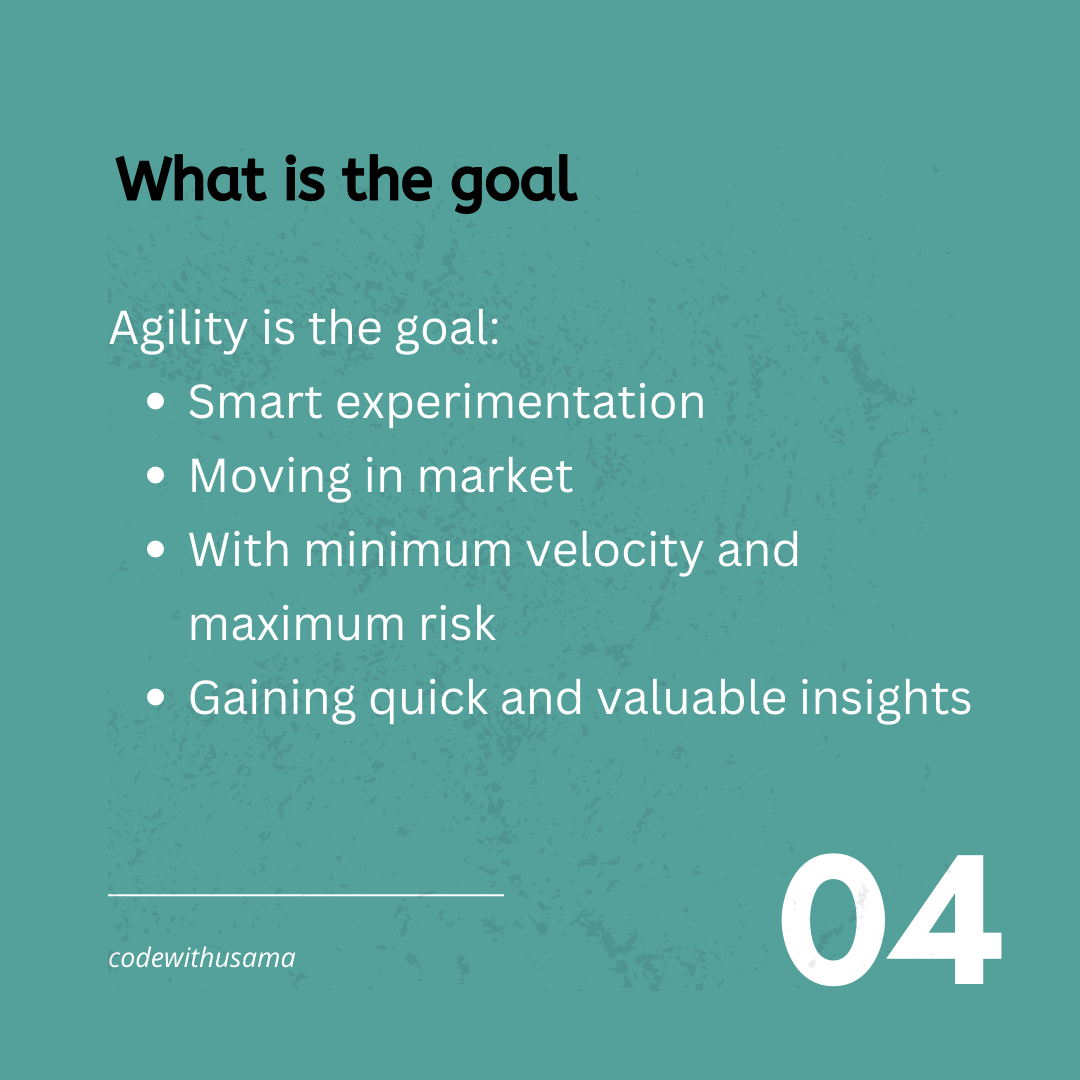 What is the goal
Agility is the goal:
• Smart experimentation
• Moving in market
• With minimum velocity and
maximum risk
• Gaining quick and valuable insights
codewithusama
04